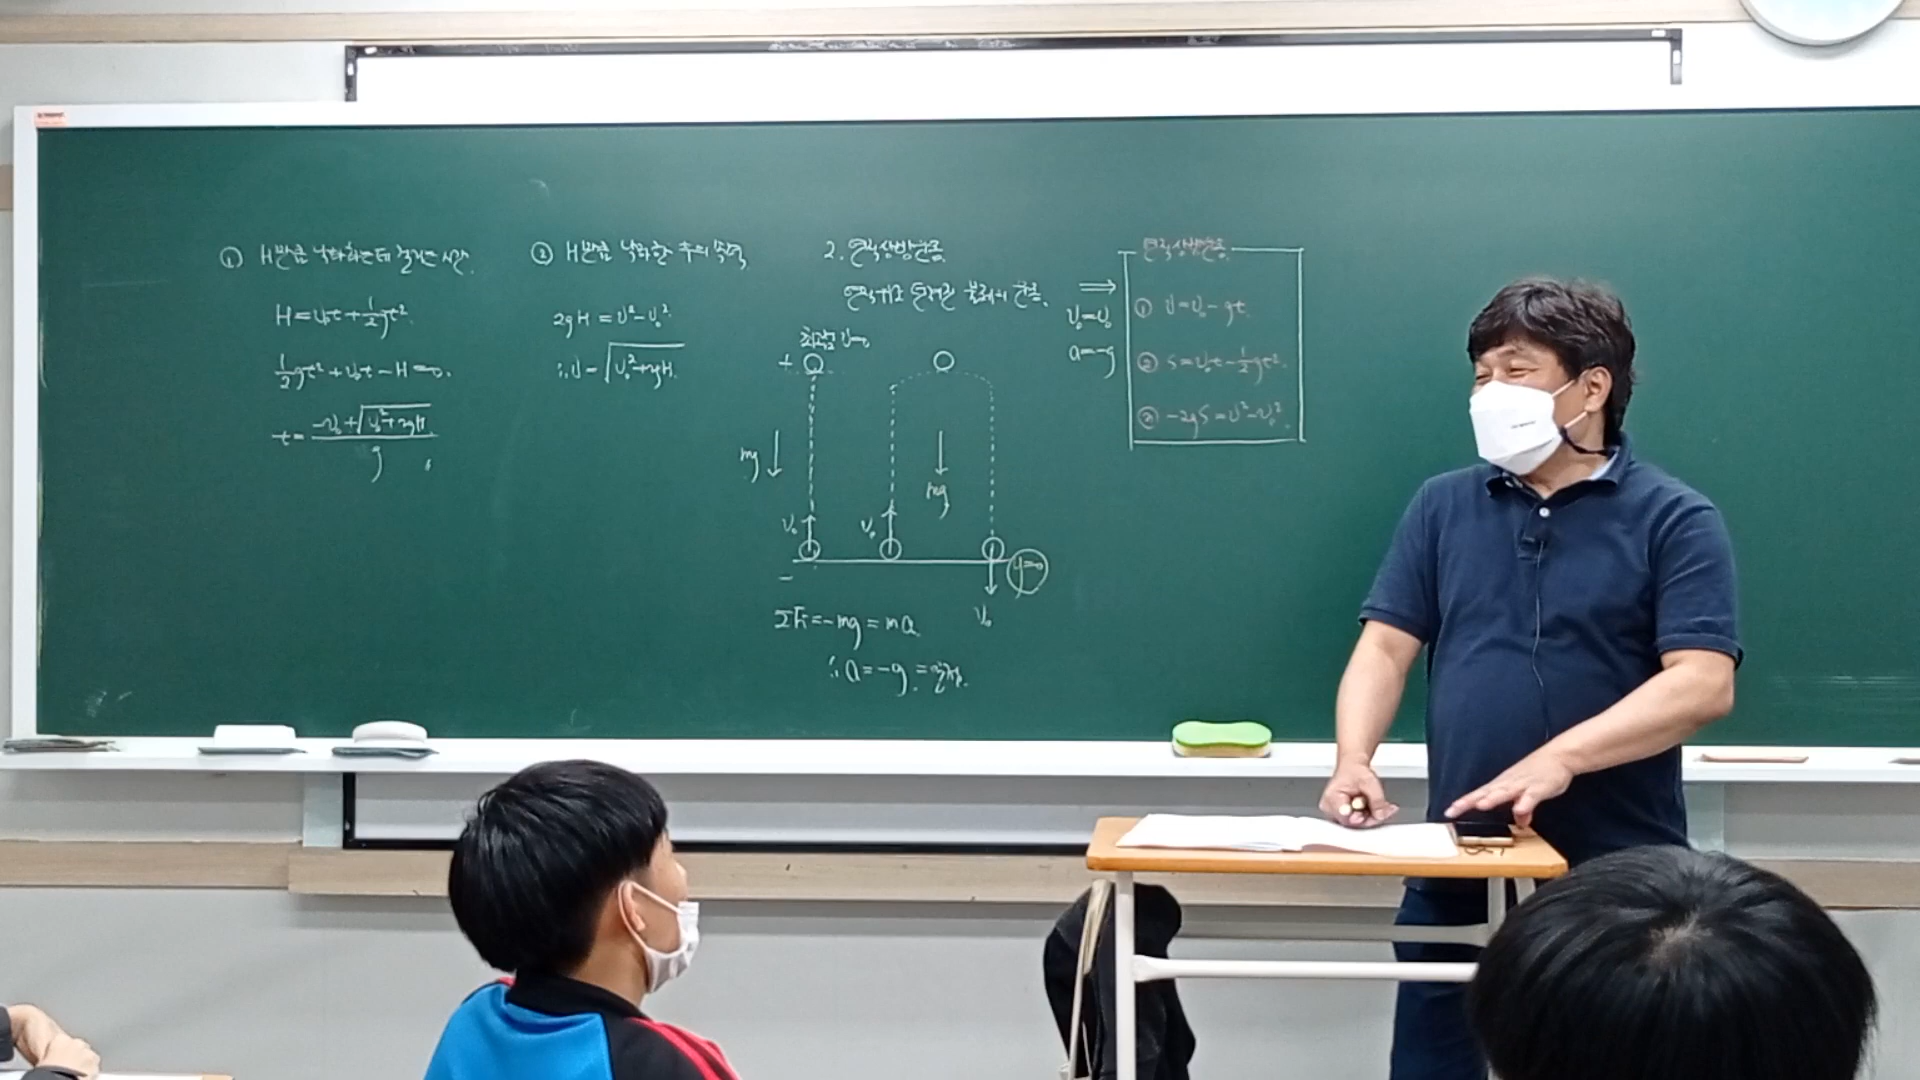 ① H만큼 낙하하는데 걸리는 시간.
H=v₀t+½gt²
½gt²+v₀t-H=0.
t=(-v₀+√(v₀²+2gH))/g
② H만큼 낙하한 추의 속력
2gH=v²-v₀²
∴v=√(v₀²+2gH)
2. 연직상방운동.
연직위로 던져진 물체의 운동.
최고점 v=0
+
mg
mg
v₀
v₀
y=0
-
v₀
ΣF=-mg=ma.
∴a=-g.=일정.
⇒
v₀=v₀
a=-g
연직상방운동.
① v=v₀-gt.
② s=v₀t-½gt².
③ -2gs=v²-v₀².